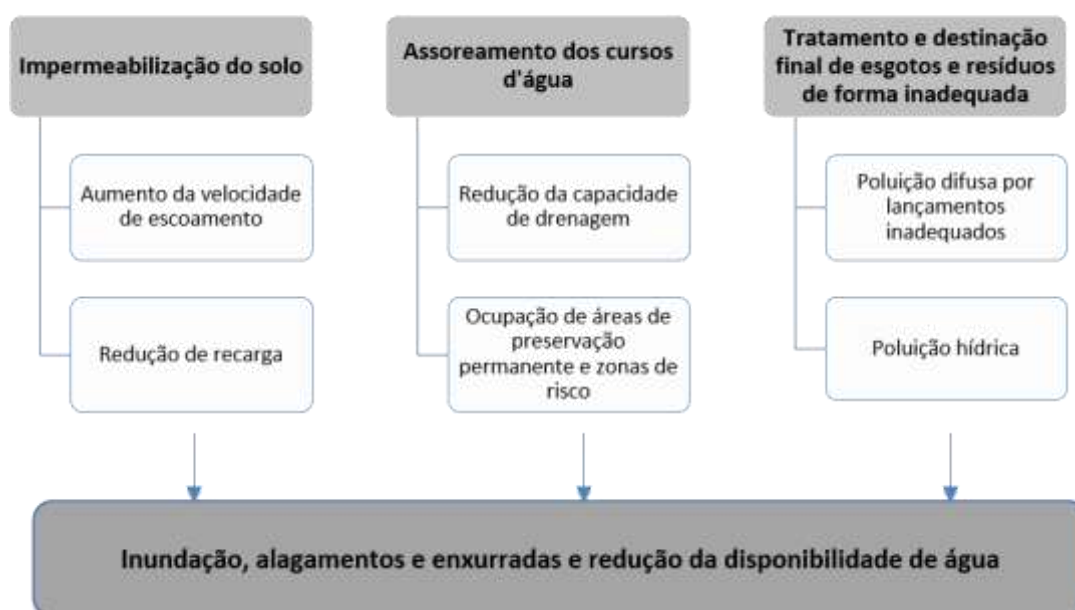 Impermeabilização do solo
Aumento da velocidade
de escoamento
Redução de recarga
Assoreamento dos cursos
d'água
Redução da capacidade
de drenagem
Ocupação de áreas de
preservação
permanente e zonas de
risco
Tratamento e destinação
final de esgotos e resíduos
de forma inadequada
Poluição difusa por
lançamentos
inadequados
Poluição hídrica
Inundação, alagamentos e enxurradas e redução da disponibilidade de água